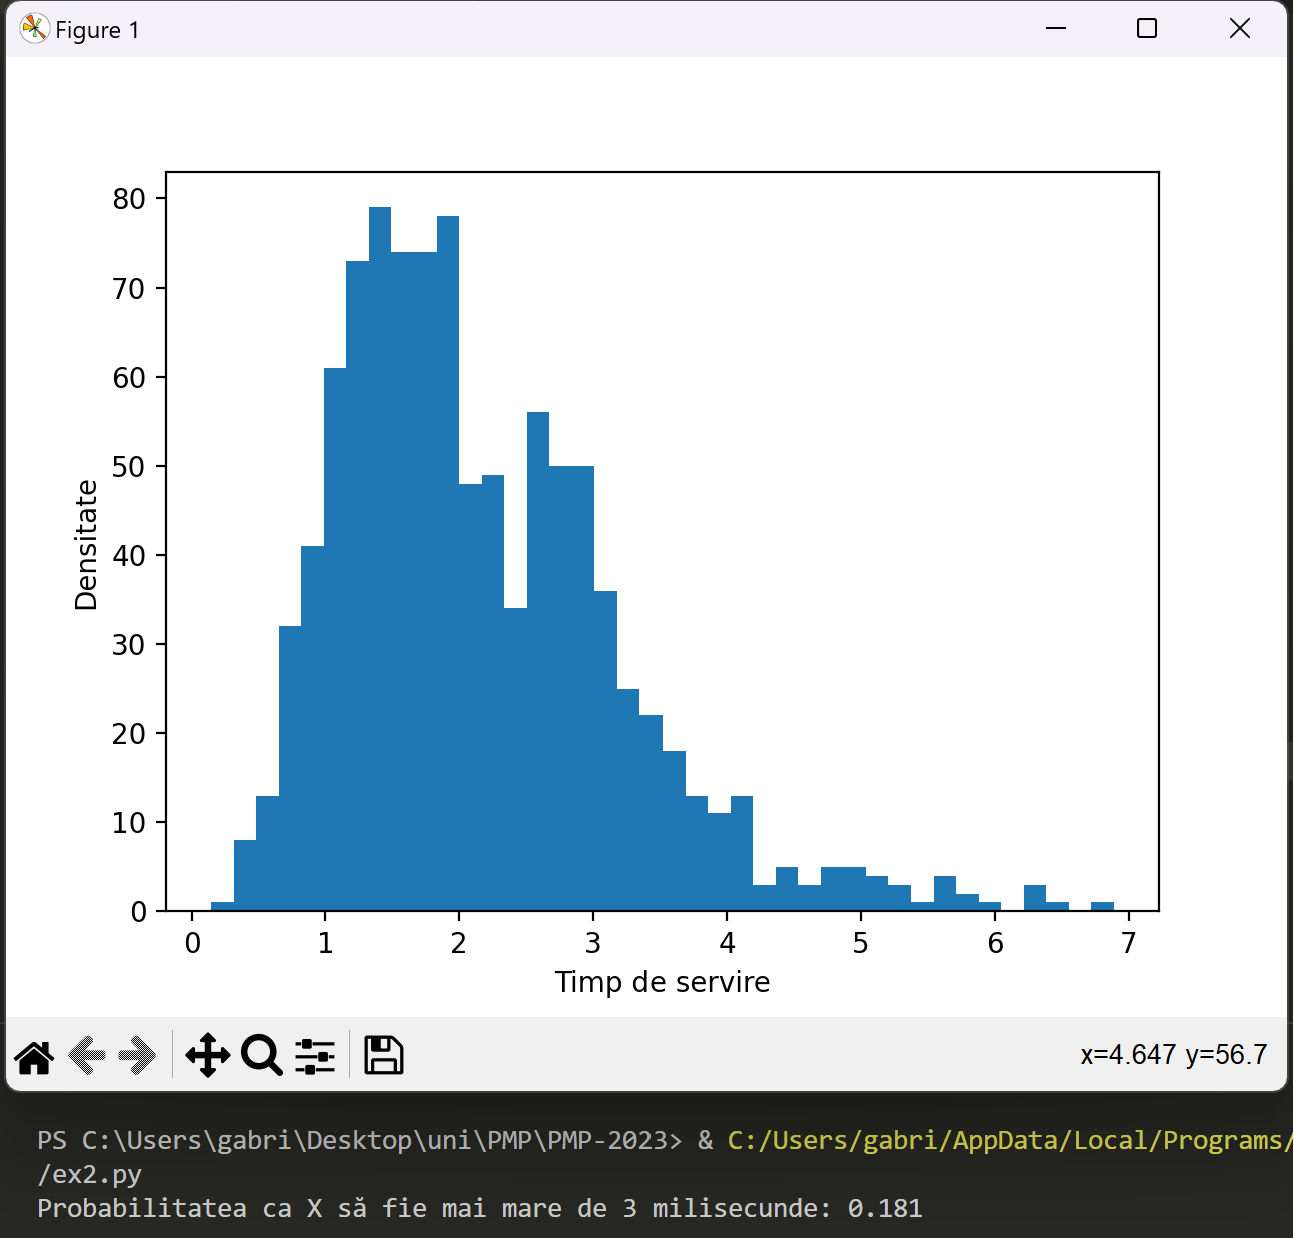 Figure 1
80
70
60
50
40
30
20
10
0
Densitate
0 1 2 3 4 5 6 7
Timp de servire
x=4.647 y=56.7
PS C:\Users\gabri\Desktop\uni\PMP\PMP-2023> & C:/Users/gabri/AppData/Local/Programs/
/ex2.py
Probabilitatea ca X să fie mai mare de 3 milisecunde: 0.181